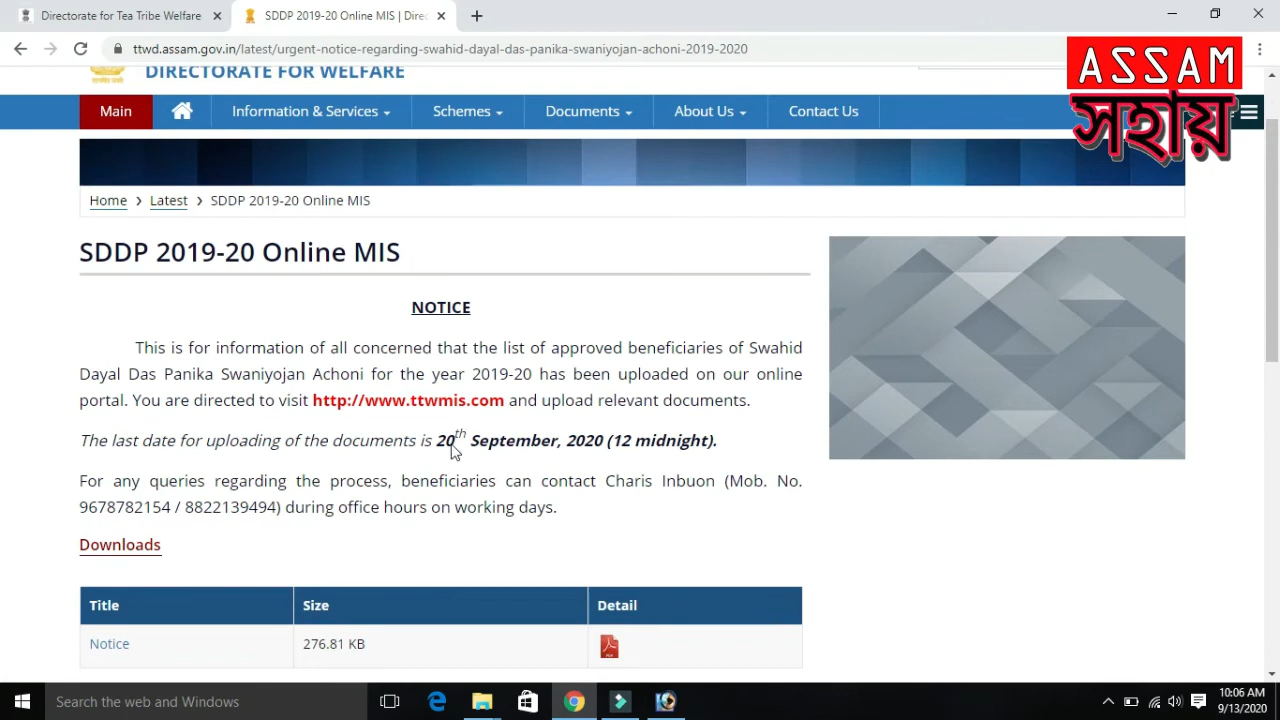 Directorate for Tea Tribe Welfare
SDDP 2019-20 Online MIS | Direc
ttwd.assam.gov.in/latest/urgent-notice-regarding-swahid-dayal-das-panika-swaniyojan-achoni-2019-2020
ASSAM
সহায়
DIRECTORATE FOR WELFARE
Main Information & Services Schemes Documents About Us Contact Us
Home > Latest > SDDP 2019-20 Online MIS
SDDP 2019-20 Online MIS
NOTICE
This is for information of all concerned that the list of approved beneficiaries of Swahid
Dayal Das Panika Swaniyojan Achoni for the year 2019-20 has been uploaded on our online
portal. You are directed to visit http://www.ttwmis.com and upload relevant documents.
The last date for uploading of the documents is 20th September, 2020 (12 midnight).
For any queries regarding the process, beneficiaries can contact Charis Inbuon (Mob. No.
9678782154 / 8822139494) during office hours on working days.
Downloads
Title Size Detail
Notice 276.81 KB
Search the web and Windows
10:06 AM
9/13/2020